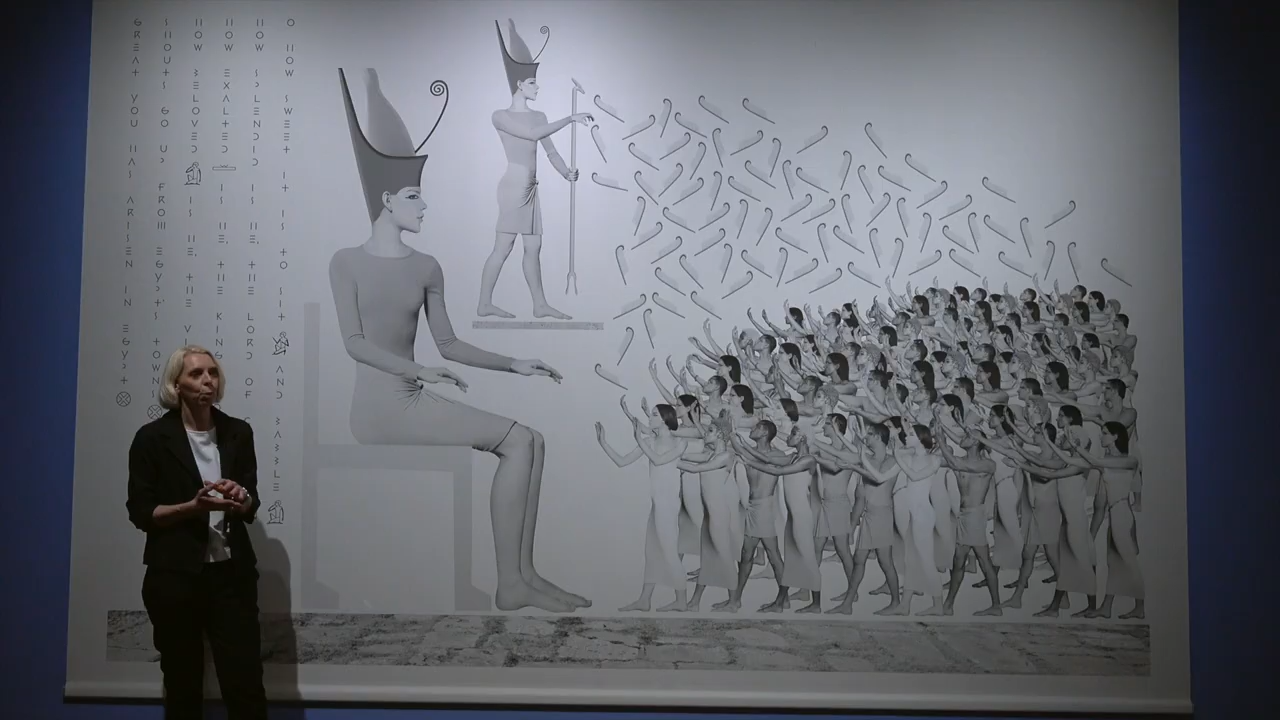 GREAT YOU HAS ARISEN IN EGYPT
SHOUTS GO UP FROM EGYPT'S TOWNS
HOW BELOVED IS HE, THE
HOW EXALTED IS HE, THE KING
HOW SPLENDID IS HE, THE LORD OF
O HOW SWEET IT IS TO SIT AND BABBLE